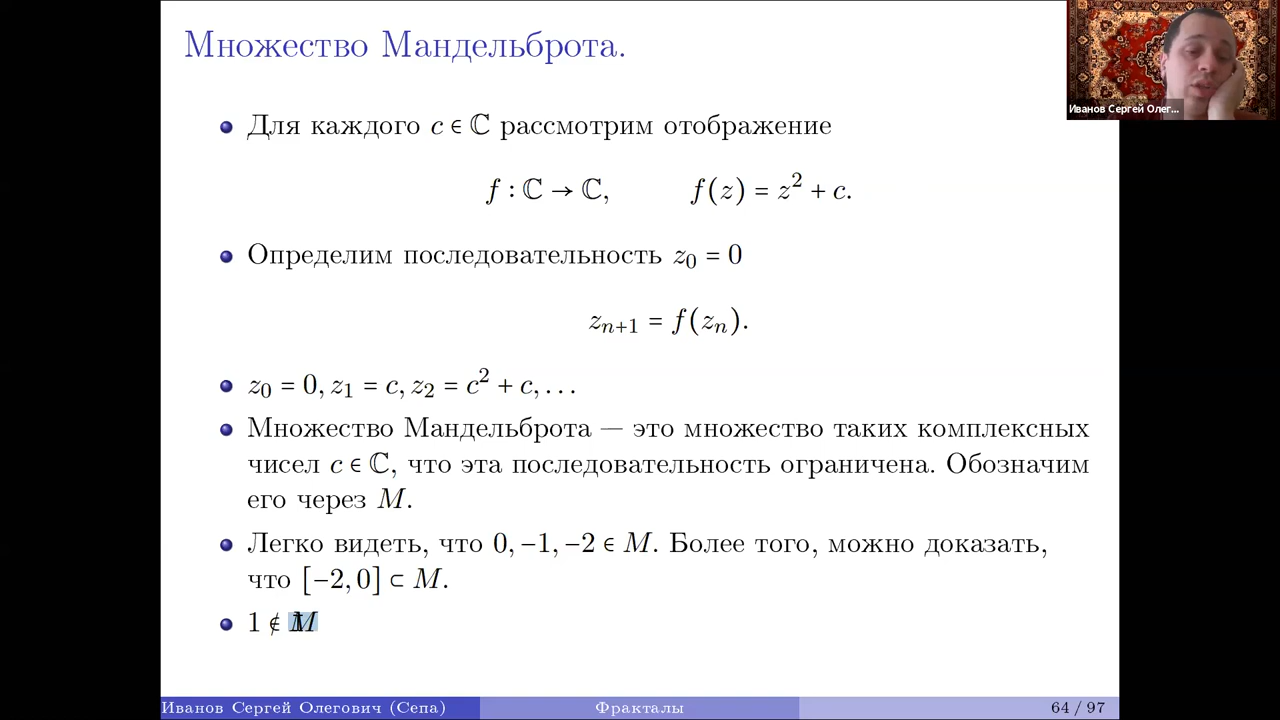 Множество Мандельброта.
Иванов Сергей Олег...
Для каждого c ∈ ℂ рассмотрим отображение
f : ℂ → ℂ, f(z) = z² + c.
Определим последовательность z₀ = 0
zₙ₊₁ = f(zₙ).
z₀ = 0, z₁ = c, z₂ = c² + c, . . .
Множество Мандельброта — это множество таких комплексных
чисел c ∈ ℂ, что эта последовательность ограничена. Обозначим
его через M.
Легко видеть, что 0, −1, −2 ∈ M. Более того, можно доказать,
что [−2, 0] ⊂ M.
1 ∉ M
Иванов Сергей Олегович (Сепа) Фракталы 64 / 97